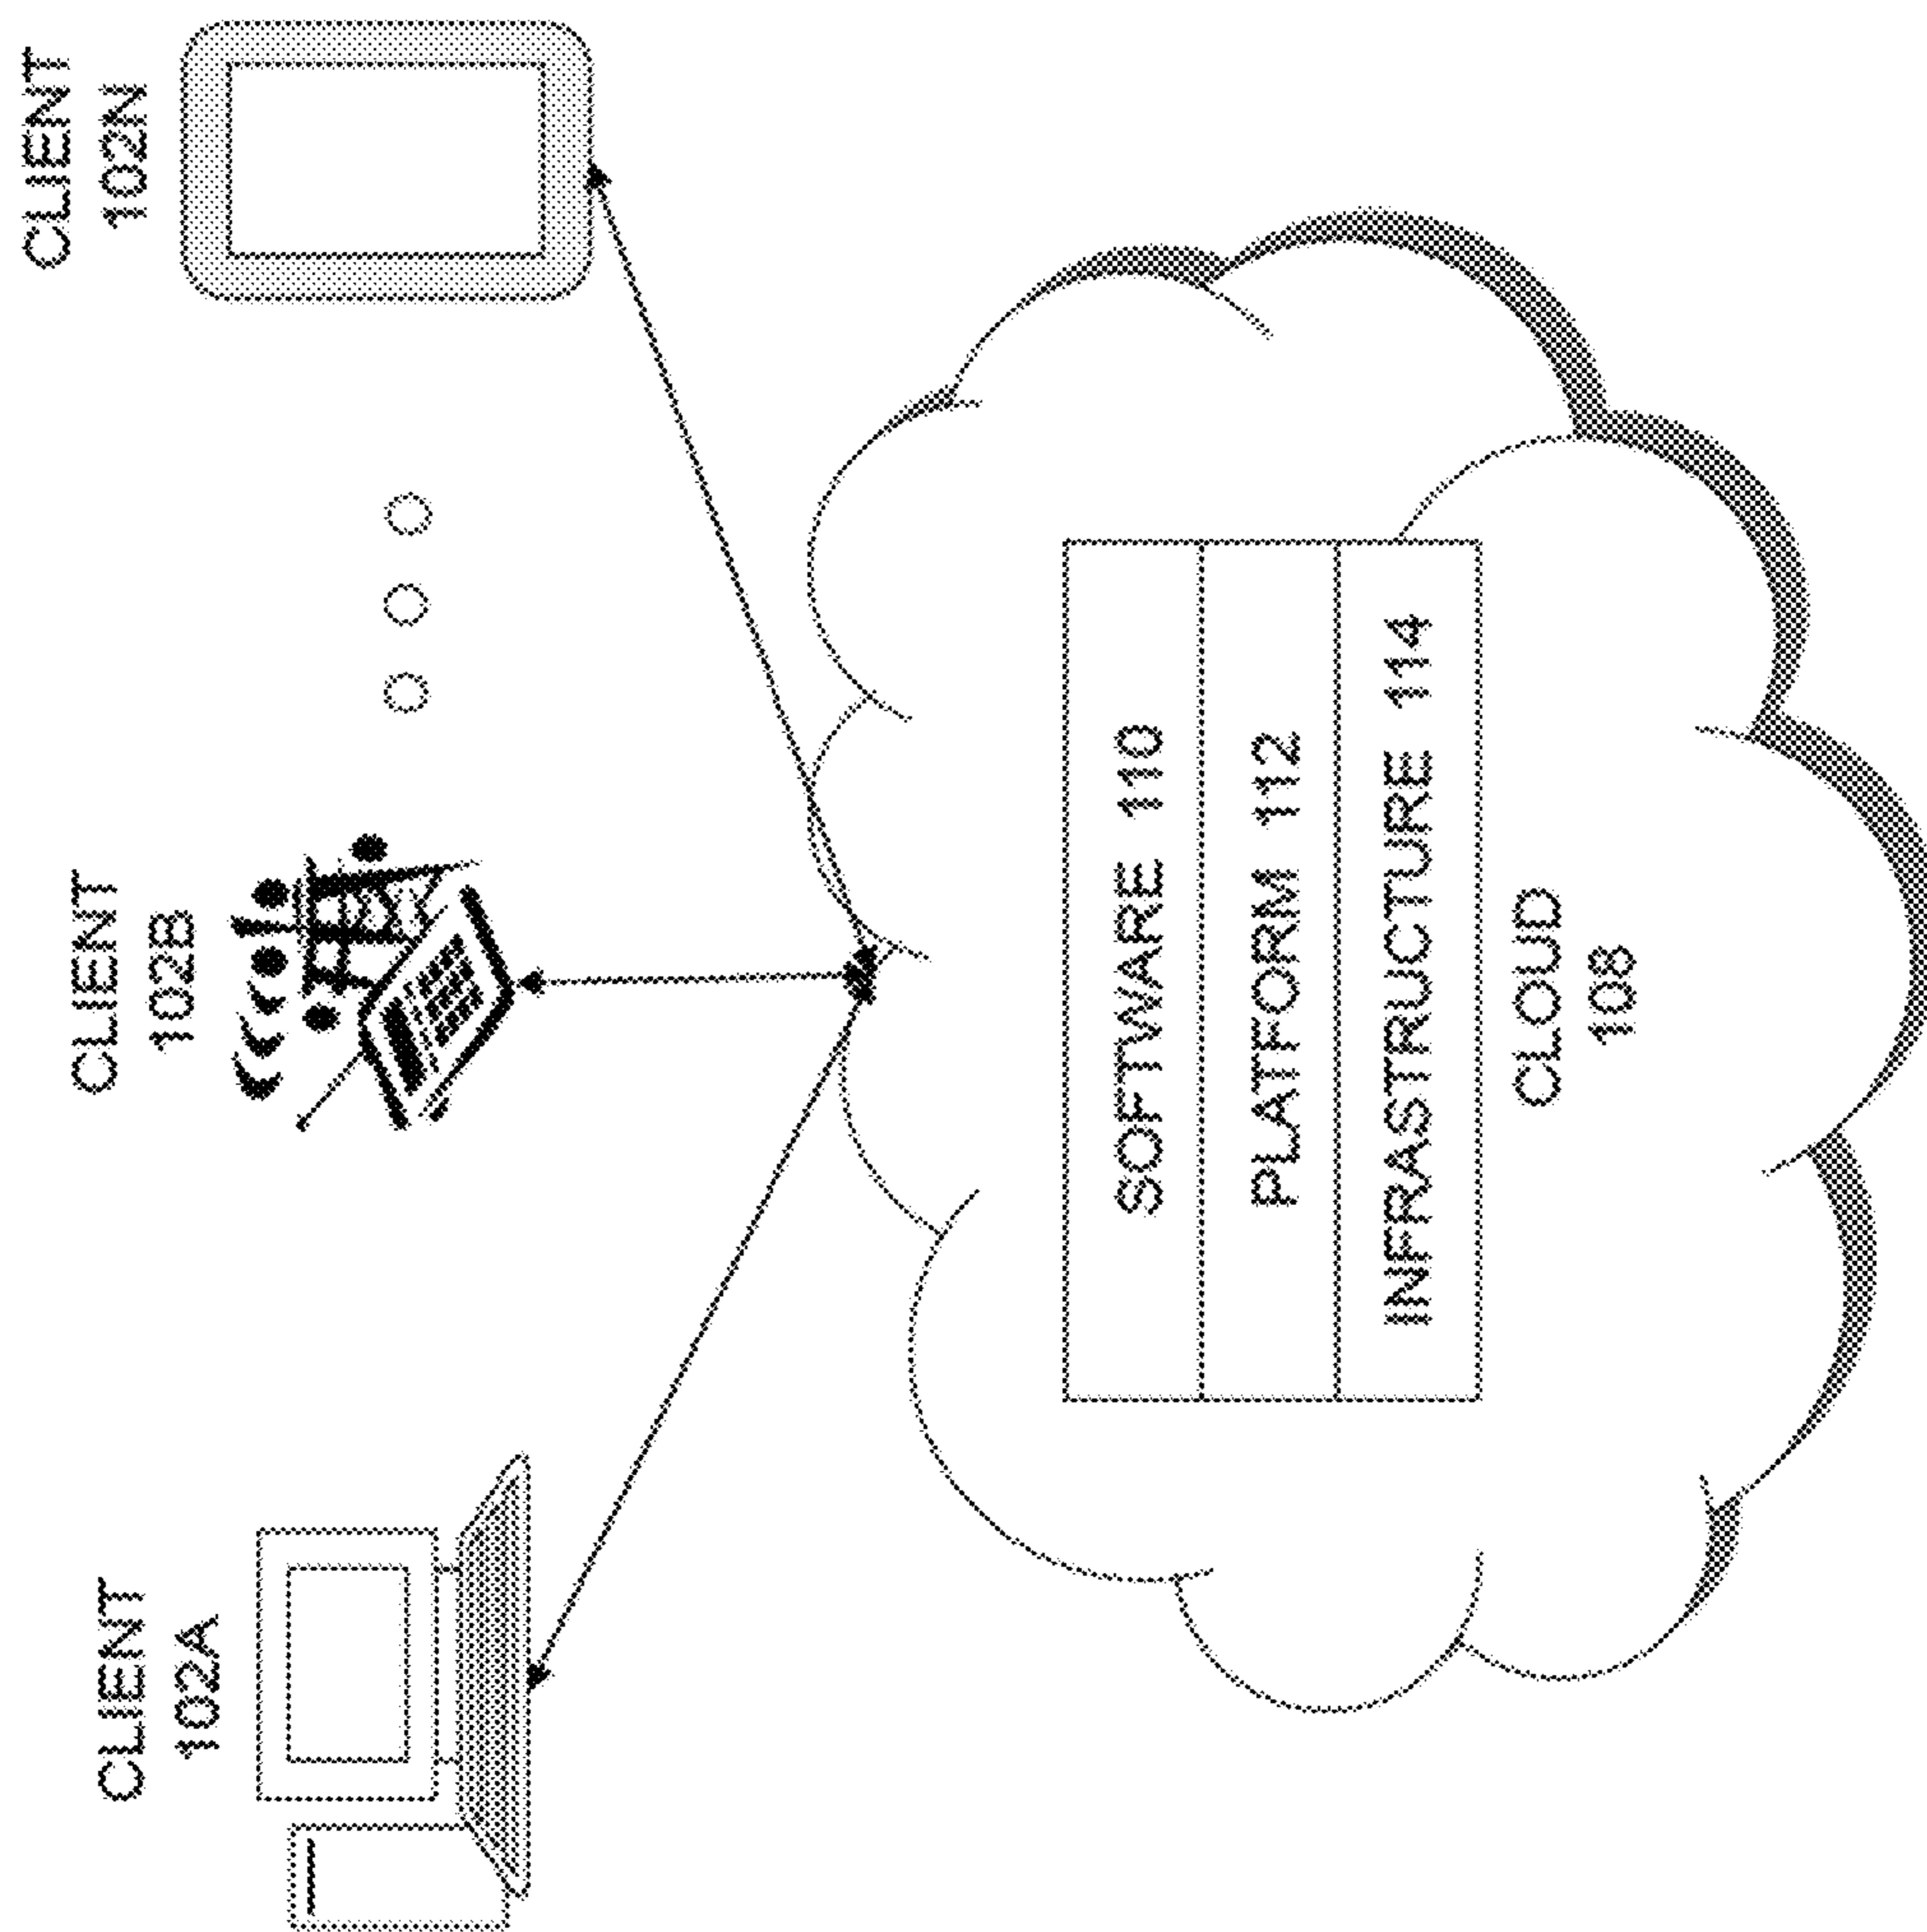 CLIENT
102A
CLIENT
102B
CLIENT
102N
SOFTWARE 110
PLATFORM 112
INFRASTRUCTURE 114
CLOUD
108